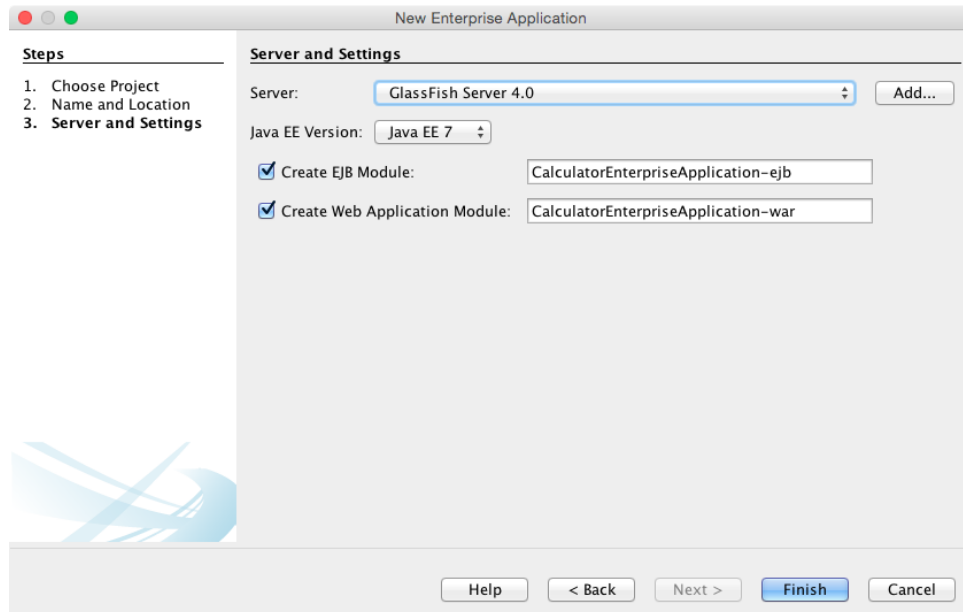 New Enterprise Application
Steps
1. Choose Project
2. Name and Location
3. Server and Settings
Server and Settings
Server: GlassFish Server 4.0 Add...
Java EE Version: Java EE 7
Create EJB Module: CalculatorEnterpriseApplication-ejb
Create Web Application Module: CalculatorEnterpriseApplication-war
Help < Back Next > Finish Cancel